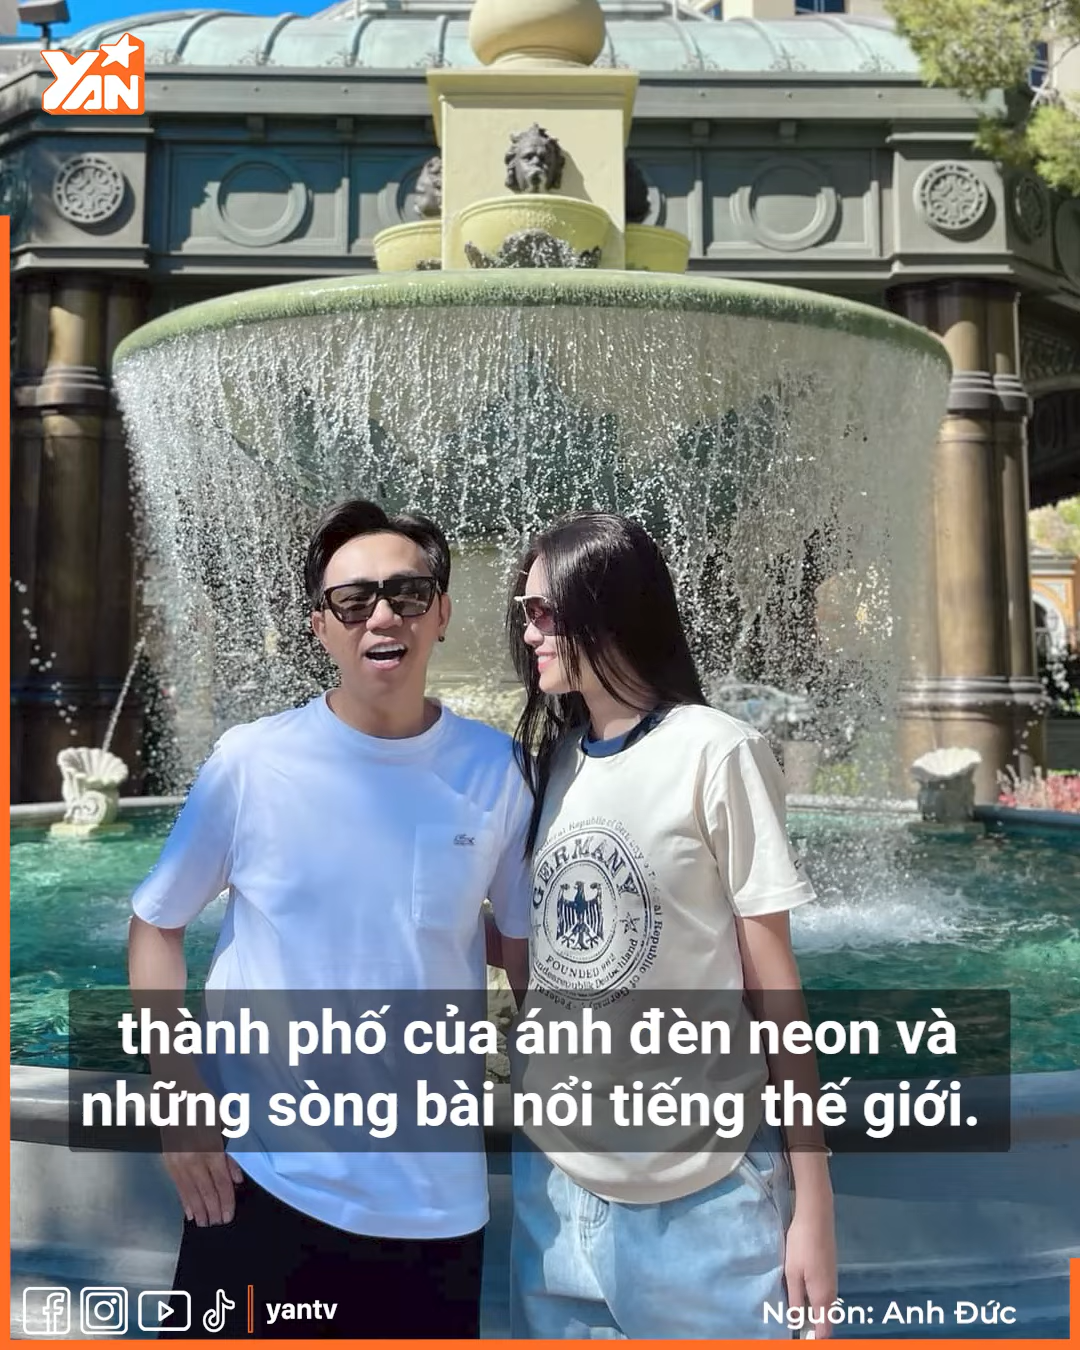 YAN
GERMANY
FOUNDED
thành phố của ánh đèn neon và
những sòng bài nổi tiếng thế giới.
yantv
Nguồn: Anh Đức